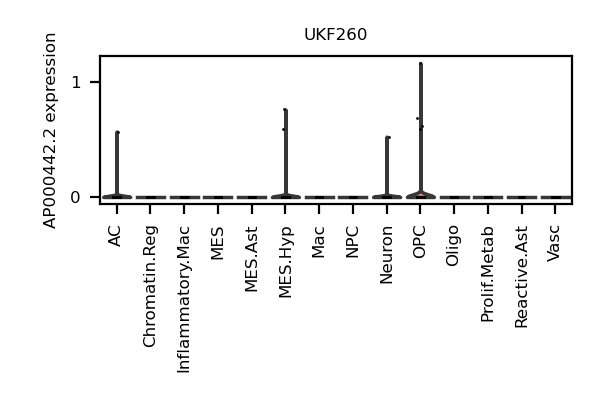 UKF260
AP000442.2 expression
1
0
AC
Chromatin.Reg
Inflammatory.Mac
MES
MES.Ast
MES.Hyp
Mac
NPC
Neuron
OPC
Oligo
Prolif.Metab
Reactive.Ast
Vasc